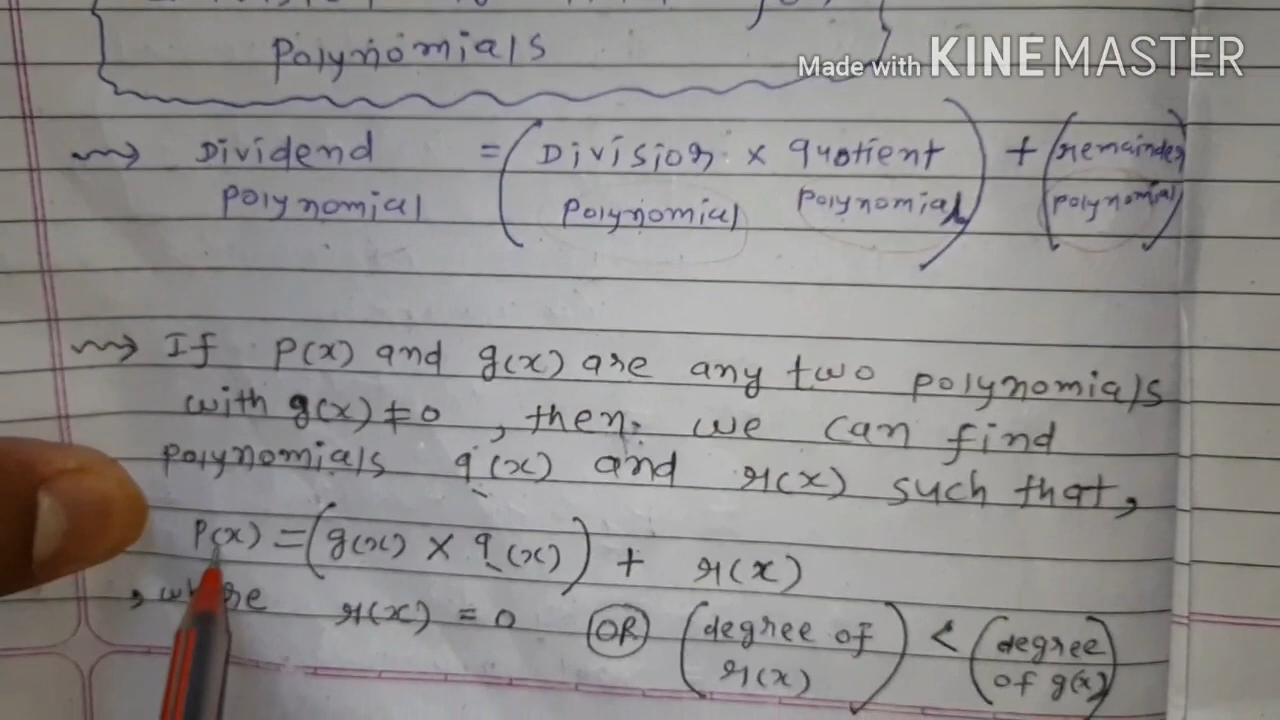 Polynomials
Made with KINEMASTER
Dividend = (Division × quotient) + (remainder
polynomial polynomial polynomial polynomial)
If p(x) and g(x) are any two polynomials
with g(x) ≠ 0, then we can find
polynomials q(x) and r(x) such that,
p(x) = (g(x) × q(x)) + r(x)
, where r(x) = 0 OR (degree of r(x)) < (degree of g(x))